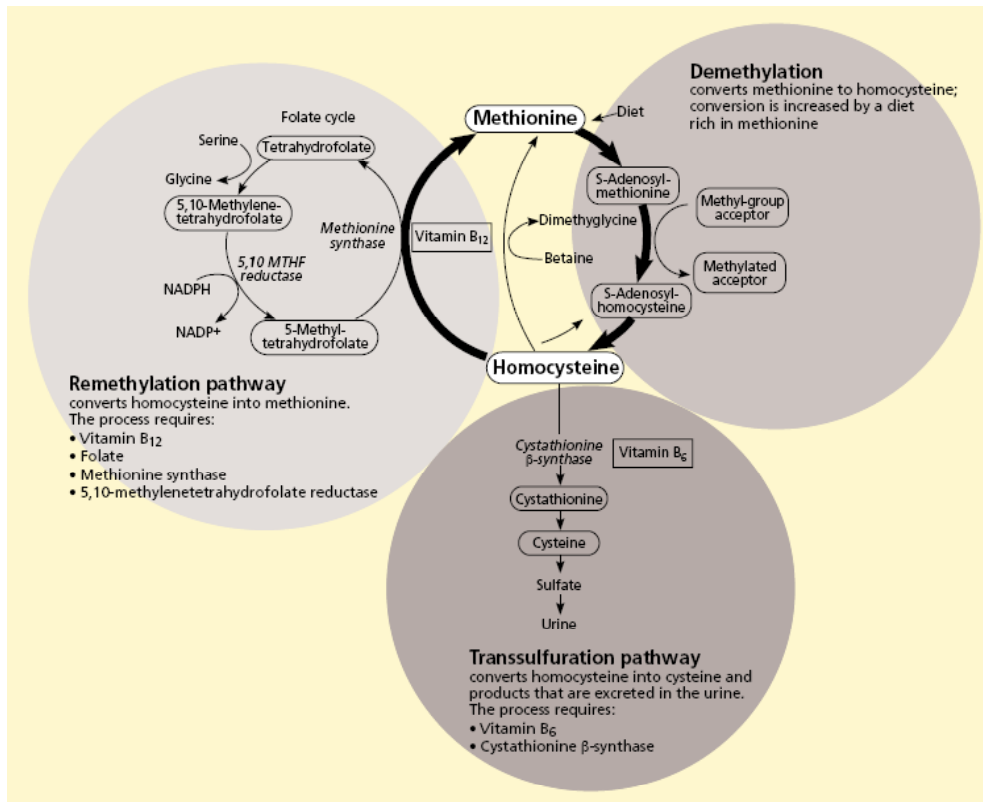 Demethylation
converts methionine to homocysteine;
conversion is increased by a diet
rich in methionine
Methionine
Diet
Folate cycle
Serine
Tetrahydrofolate
Glycine
5,10-Methylene-
tetrahydrofolate
Methionine
synthase
Vitamin B12
5,10 MTHF
reductase
NADPH
NADP+
5-Methyl-
tetrahydrofolate
S-Adenosyl-
methionine
Methyl-group
acceptor
Dimethyglycine
Betaine
Methylated
acceptor
S-Adenosyl-
homocysteine
Homocysteine
Remethylation pathway
converts homocysteine into methionine.
The process requires:
• Vitamin B12
• Folate
• Methionine synthase
• 5,10-methylenetetrahydrofolate reductase
Cystathionine
β-synthase
Vitamin B6
Cystathionine
Cysteine
Sulfate
Urine
Transsulfuration pathway
converts homocysteine into cysteine and
products that are excreted in the urine.
The process requires:
• Vitamin B6
• Cystathionine β-synthase